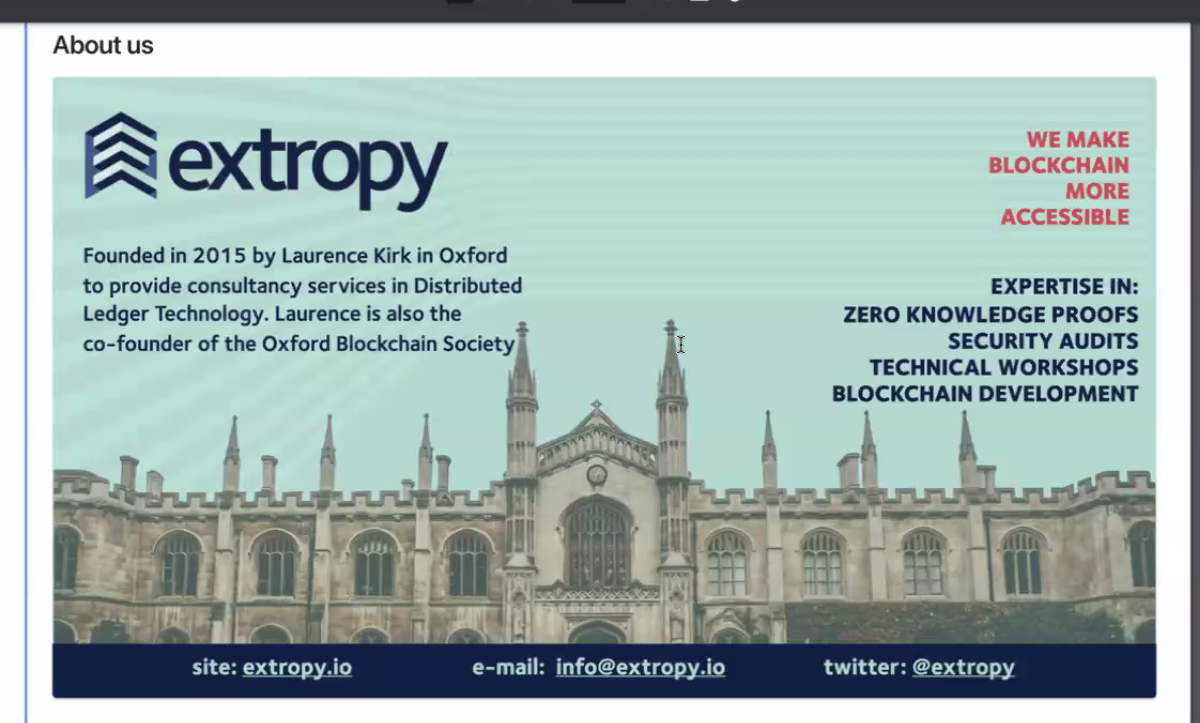 About us
extropy
WE MAKE
BLOCKCHAIN
MORE
ACCESSIBLE
Founded in 2015 by Laurence Kirk in Oxford
to provide consultancy services in Distributed
Ledger Technology. Laurence is also the
co-founder of the Oxford Blockchain Society
EXPERTISE IN:
ZERO KNOWLEDGE PROOFS
SECURITY AUDITS
TECHNICAL WORKSHOPS
BLOCKCHAIN DEVELOPMENT
site: extropy.io
e-mail: info@extropy.io
twitter: @extropy